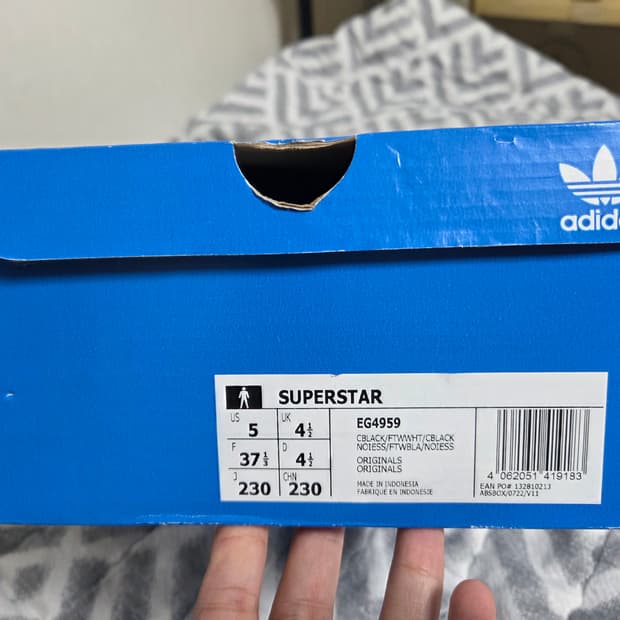 adid
SUPERSTAR
US 5 UK 4½
F 37⅓ D 4½
J 230 CHN 230
EG4959
CBLACK/FTWWHT/CBLACK
NOIESS/FTWBLA/NOIESS
ORIGINALS
ORIGINALS
MADE IN INDONESIA
FABRIQUE EN INDONESIE
4 062051 419183
EAN PO# 132810213
ABSBOX/0722/V11